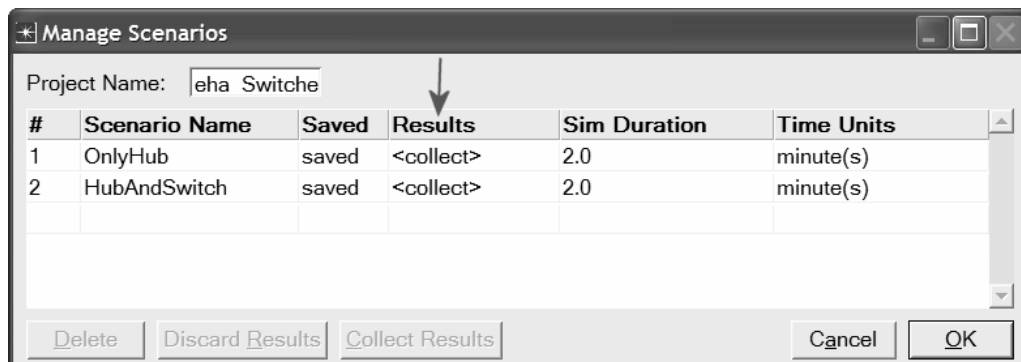 Manage Scenarios
Project Name: eha Switche
# Scenario Name Saved Results Sim Duration Time Units
1 OnlyHub saved <collect> 2.0 minute(s)
2 HubAndSwitch saved <collect> 2.0 minute(s)
Delete Discard Results Collect Results Cancel OK